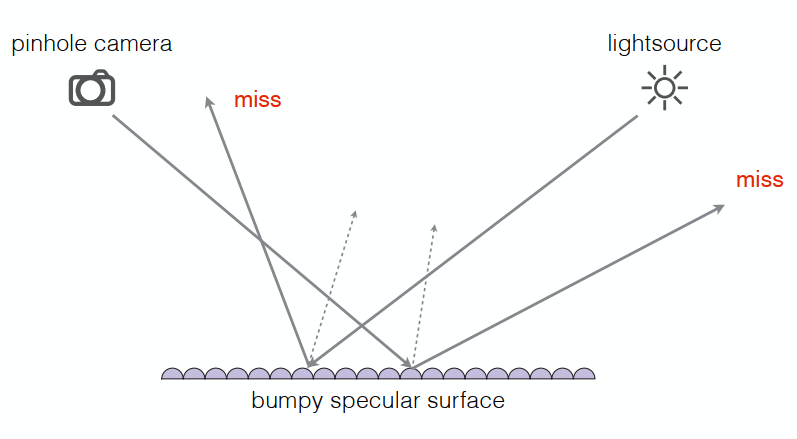 pinhole camera
lightsource
miss
miss
bumpy specular surface